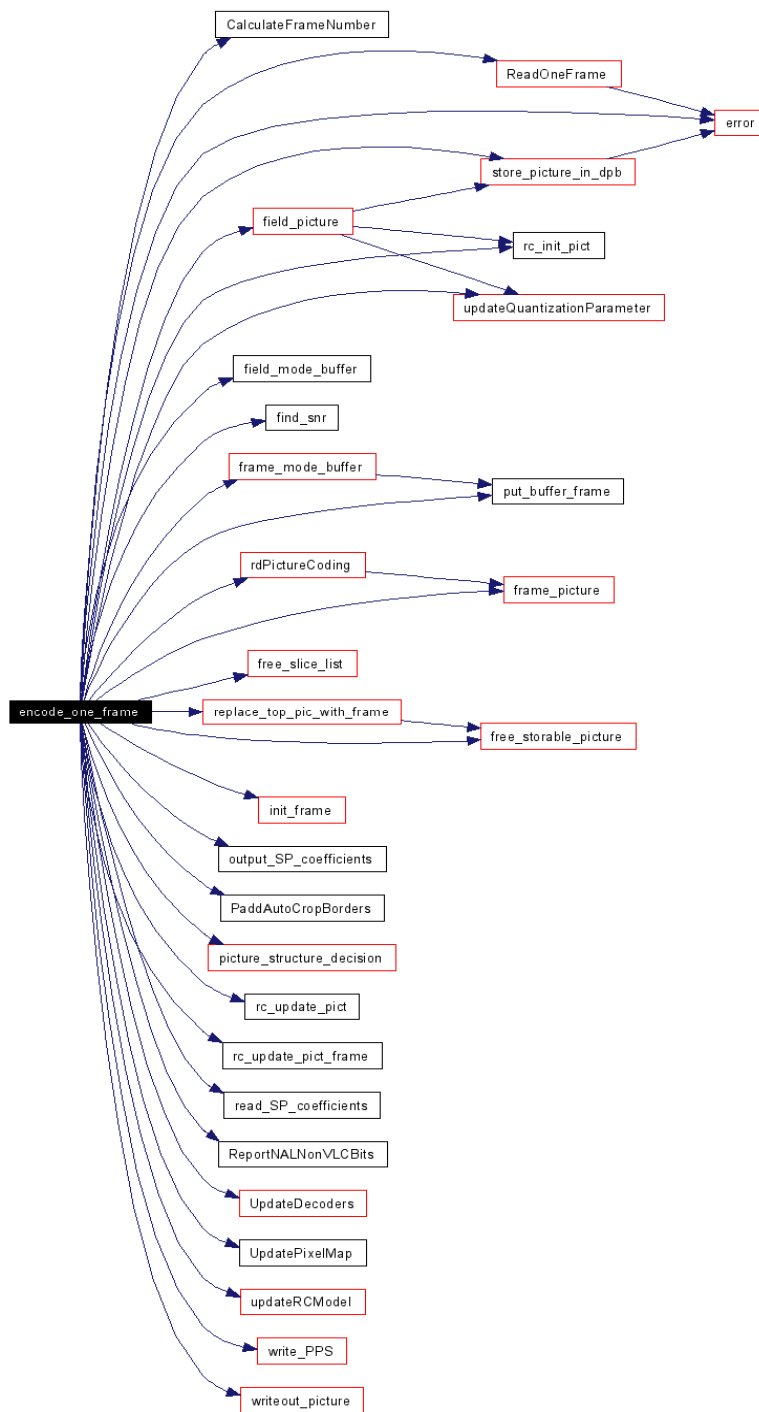 CalculateFrameNumber
ReadOneFrame
error
store_picture_in_dpb
field_picture
rc_init_pict
updateQuantizationParameter
field_mode_buffer
find_snr
frame_mode_buffer
put_buffer_frame
rdPictureCoding
frame_picture
free_slice_list
encode_one_frame
replace_top_pic_with_frame
free_storable_picture
init_frame
output_SP_coefficients
PaddAutoCropBorders
picture_structure_decision
rc_update_pict
rc_update_pict_frame
read_SP_coefficients
ReportNALNonVLCBits
UpdateDecoders
UpdatePixelMap
updateRCModel
write_PPS
writeout_picture